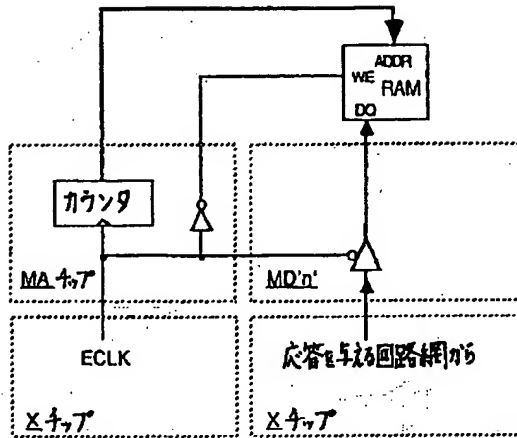 ADDR
WE
RAM
DQ
カウンタ
MAチップ
MD'n'
ECLK
応答を与える回路網から
Xチップ
Xチップ